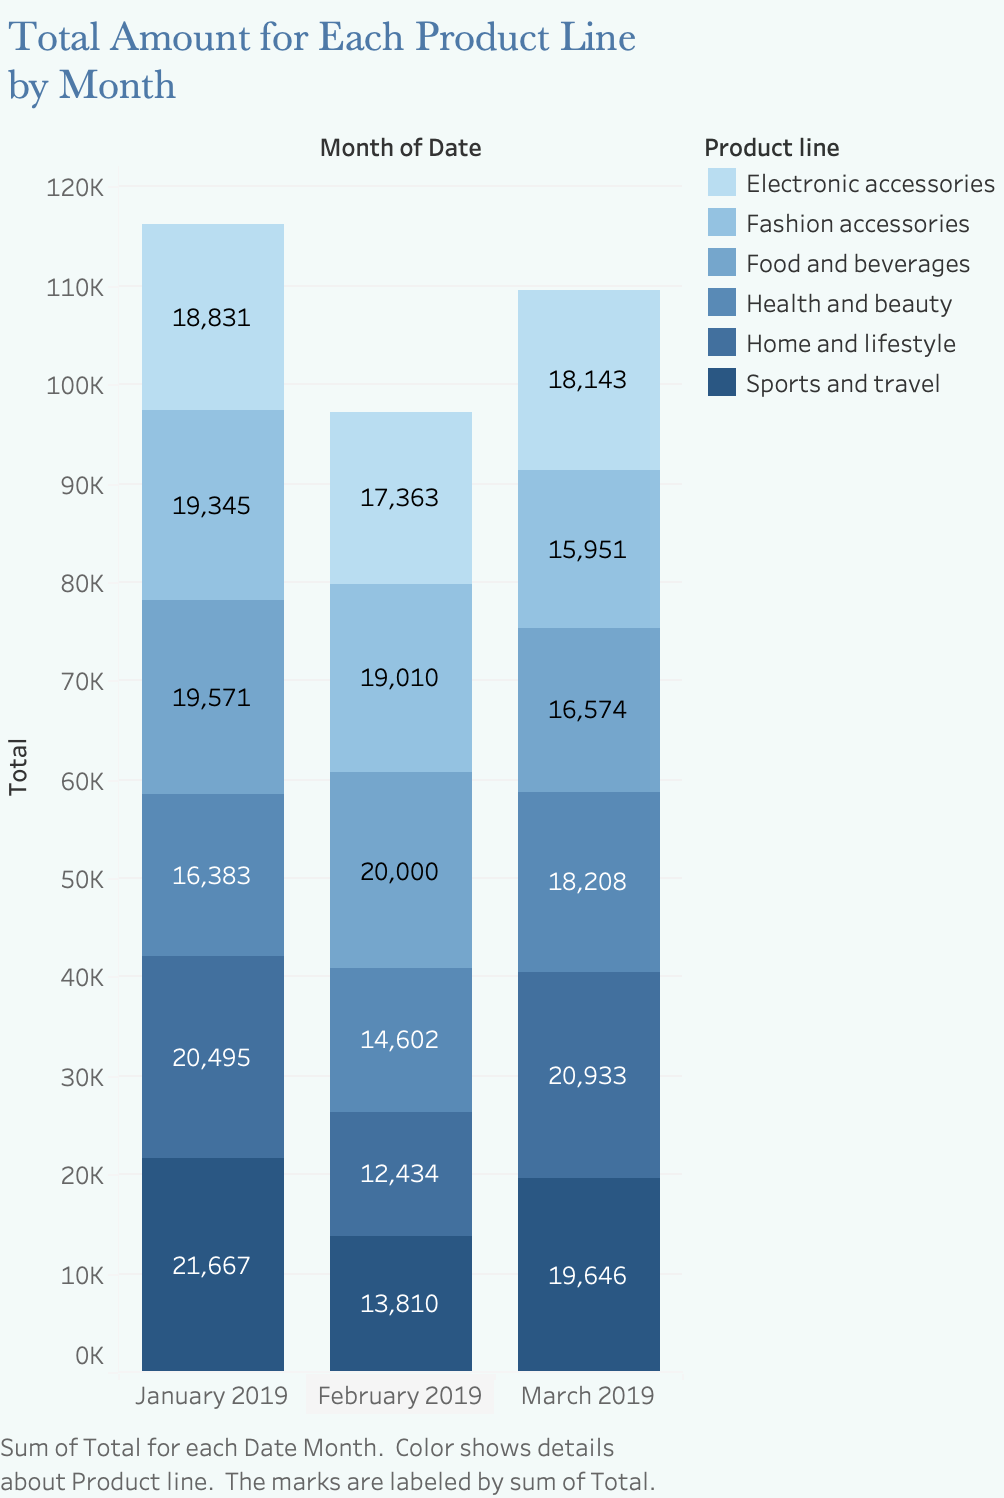 Total Amount for Each Product Line
by Month
Month of Date
Product line
Electronic accessories
Fashion accessories
Food and beverages
Health and beauty
Home and lifestyle
Sports and travel
Total
120K
110K
100K
90K
80K
70K
60K
50K
40K
30K
20K
10K
0K
18,831
19,345
19,571
16,383
20,495
21,667
17,363
19,010
20,000
14,602
12,434
13,810
18,143
15,951
16,574
18,208
20,933
19,646
January 2019
February 2019
March 2019
Sum of Total for each Date Month.  Color shows details
about Product line.  The marks are labeled by sum of Total.